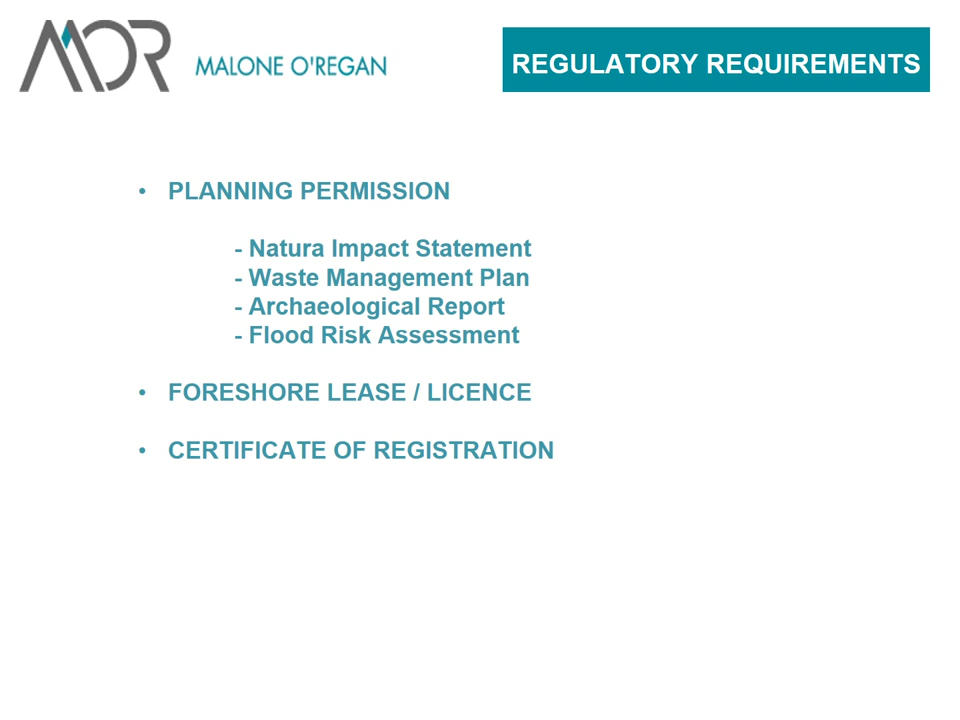 MOR
MALONE O'REGAN
REGULATORY REQUIREMENTS
• PLANNING PERMISSION
- Natura Impact Statement
- Waste Management Plan
- Archaeological Report
- Flood Risk Assessment
• FORESHORE LEASE / LICENCE
• CERTIFICATE OF REGISTRATION